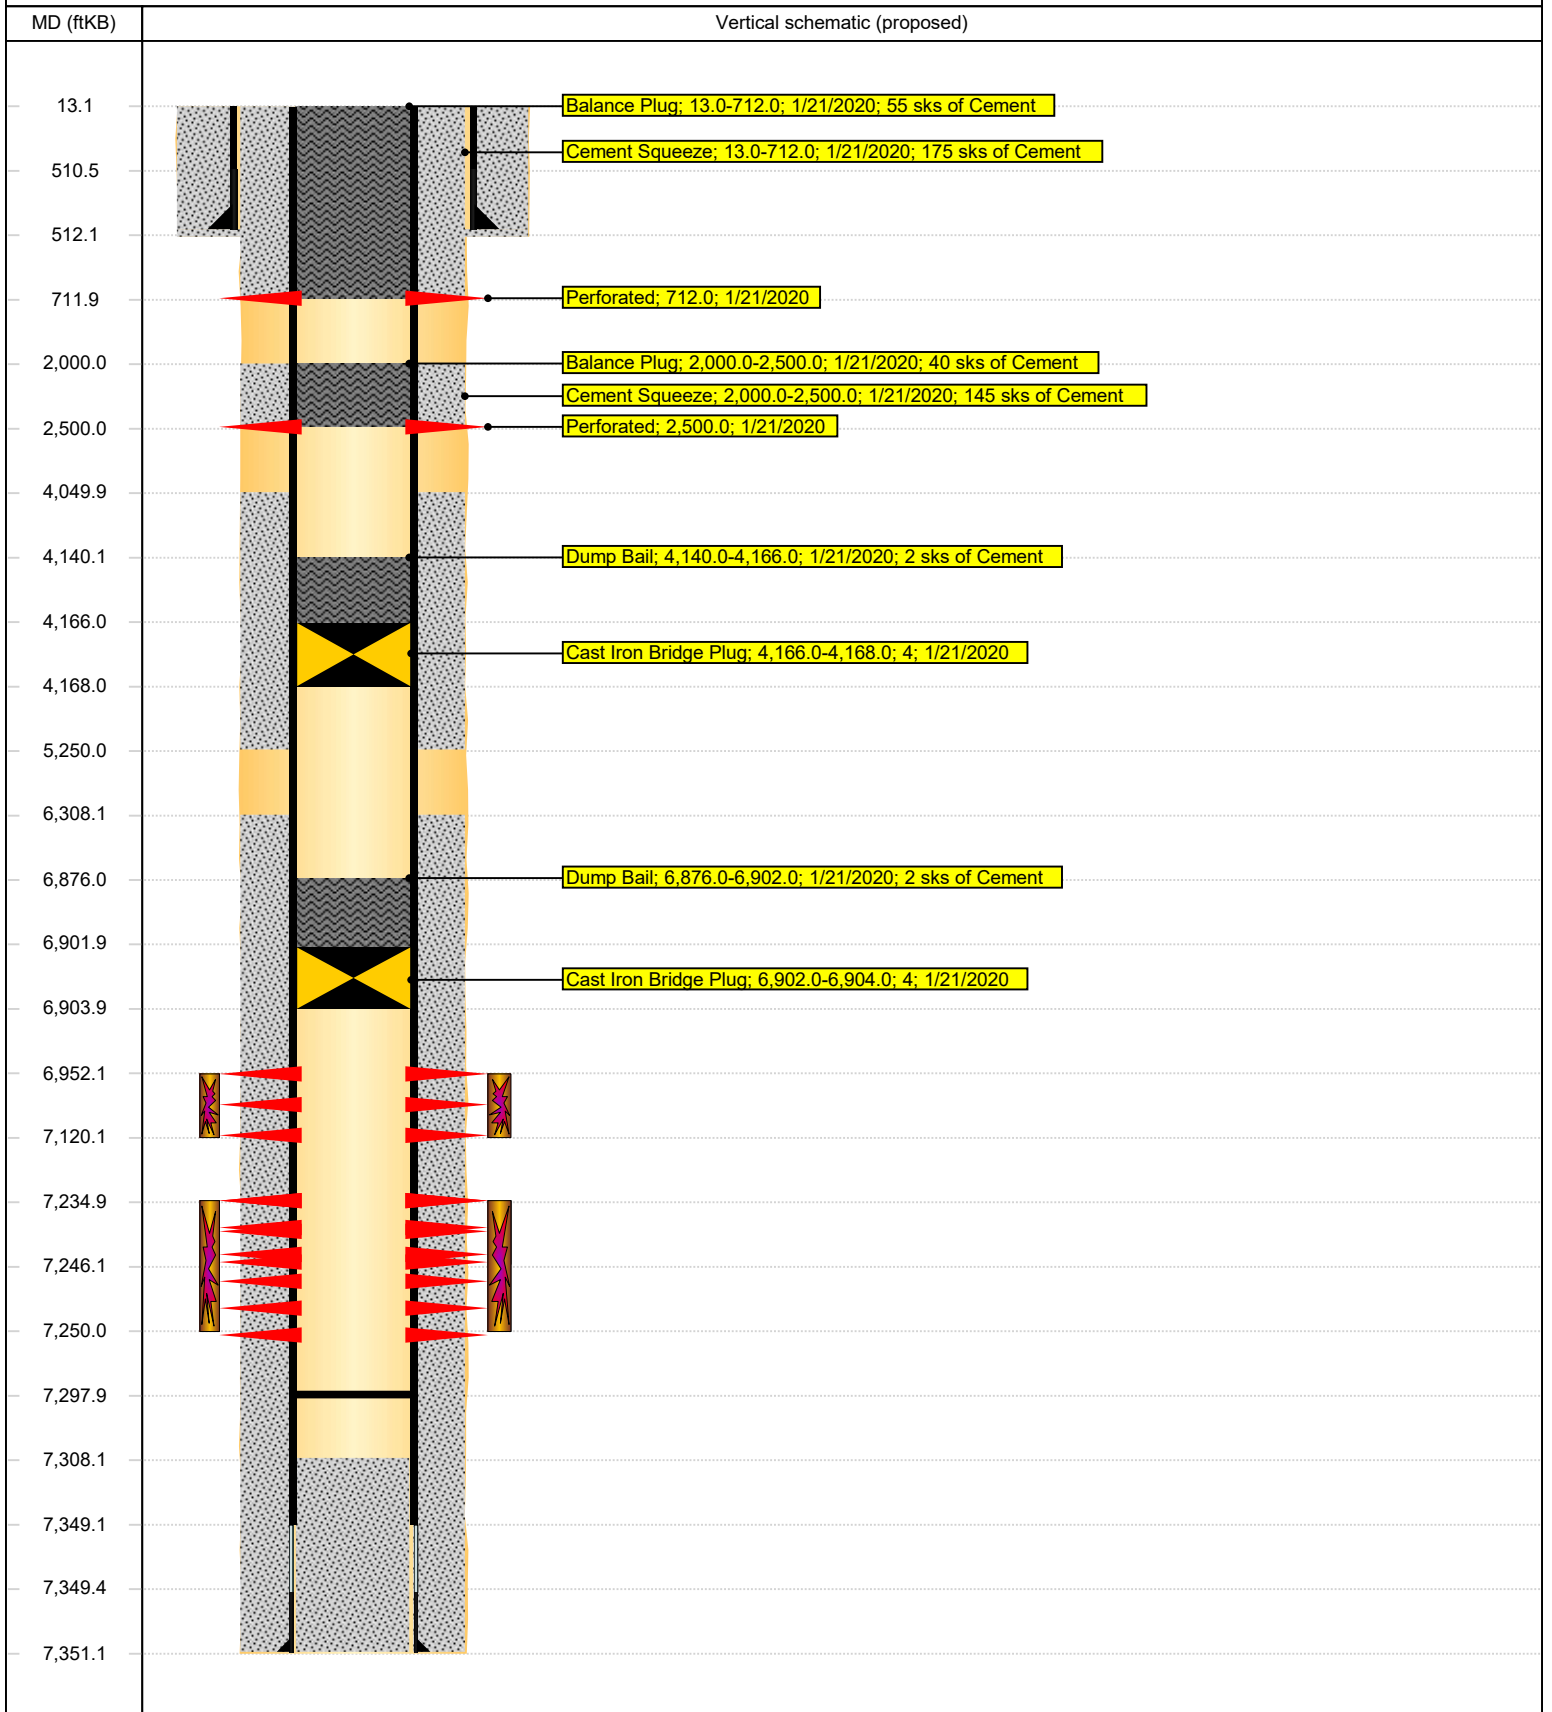 MD (ftKB)
Vertical schematic (proposed)
13.1
Balance Plug; 13.0-712.0; 1/21/2020; 55 sks of Cement
Cement Squeeze; 13.0-712.0; 1/21/2020; 175 sks of Cement
510.5
512.1
711.9
Perforated; 712.0; 1/21/2020
2,000.0
Balance Plug; 2,000.0-2,500.0; 1/21/2020; 40 sks of Cement
Cement Squeeze; 2,000.0-2,500.0; 1/21/2020; 145 sks of Cement
2,500.0
Perforated; 2,500.0; 1/21/2020
4,049.9
4,140.1
Dump Bail; 4,140.0-4,166.0; 1/21/2020; 2 sks of Cement
4,166.0
Cast Iron Bridge Plug; 4,166.0-4,168.0; 4; 1/21/2020
4,168.0
5,250.0
6,308.1
6,876.0
Dump Bail; 6,876.0-6,902.0; 1/21/2020; 2 sks of Cement
6,901.9
Cast Iron Bridge Plug; 6,902.0-6,904.0; 4; 1/21/2020
6,903.9
6,952.1
7,120.1
7,234.9
7,246.1
7,250.0
7,297.9
7,308.1
7,349.1
7,349.4
7,351.1